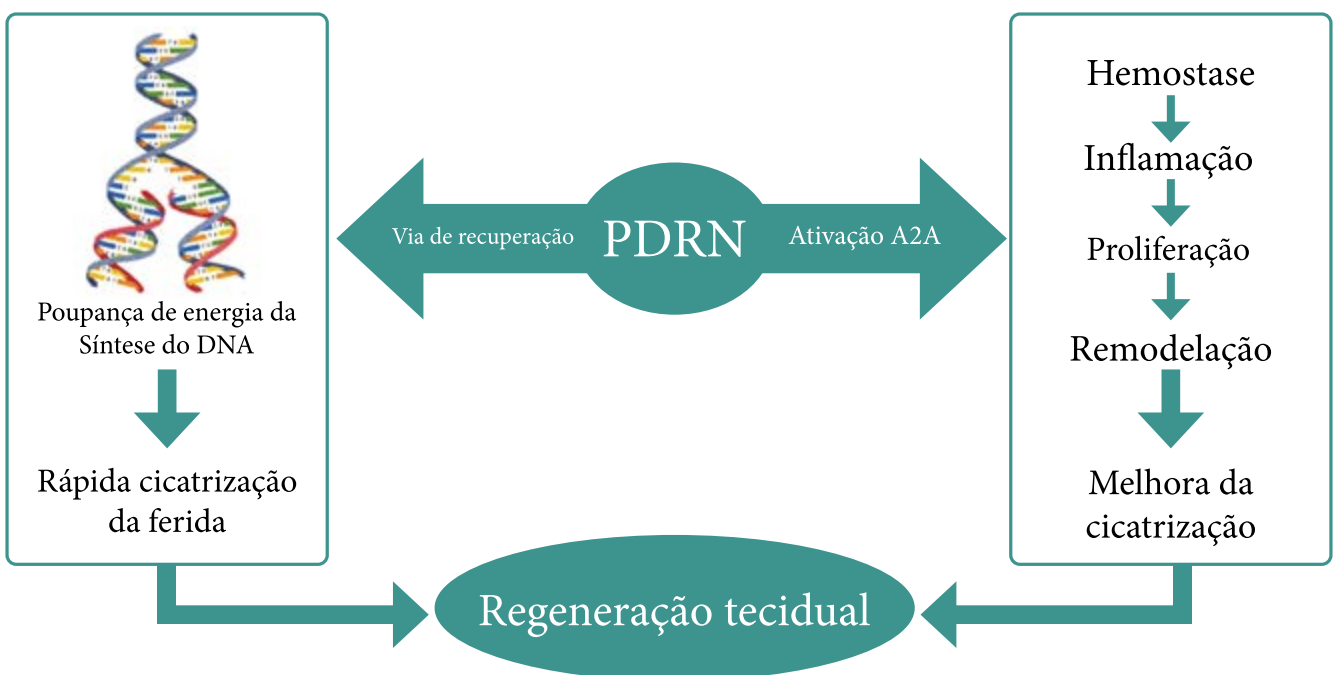 Poupança de energia da
Síntese do DNA
Rápida cicatrização
da ferida
Via de recuperação
PDRN
Ativação A2A
Hemostase
Inflamação
Proliferação
Remodelação
Melhora da
cicatrização
Regeneração tecidual